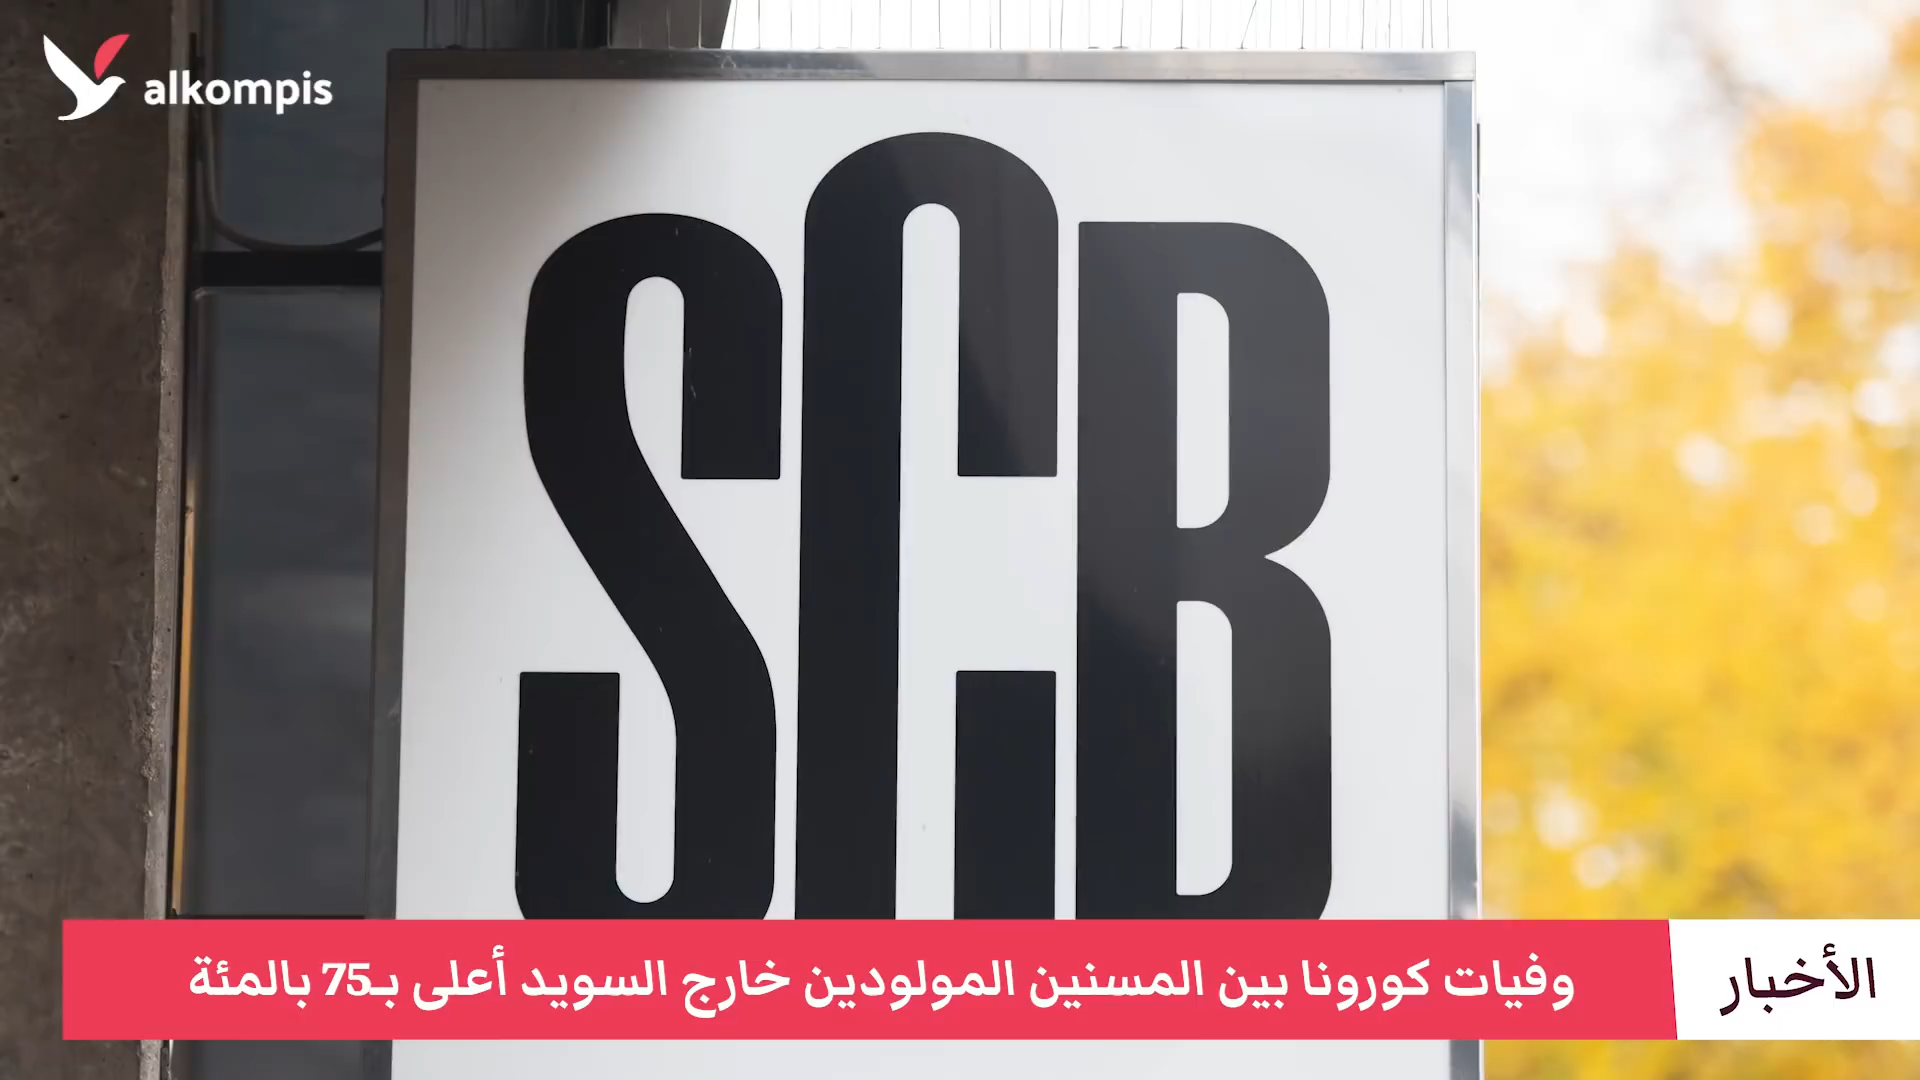 alkompis
SCB
الأخبار
وفيات كورونا بين المسنين المولودين خارج السويد أعلى بـ75 بالمئة